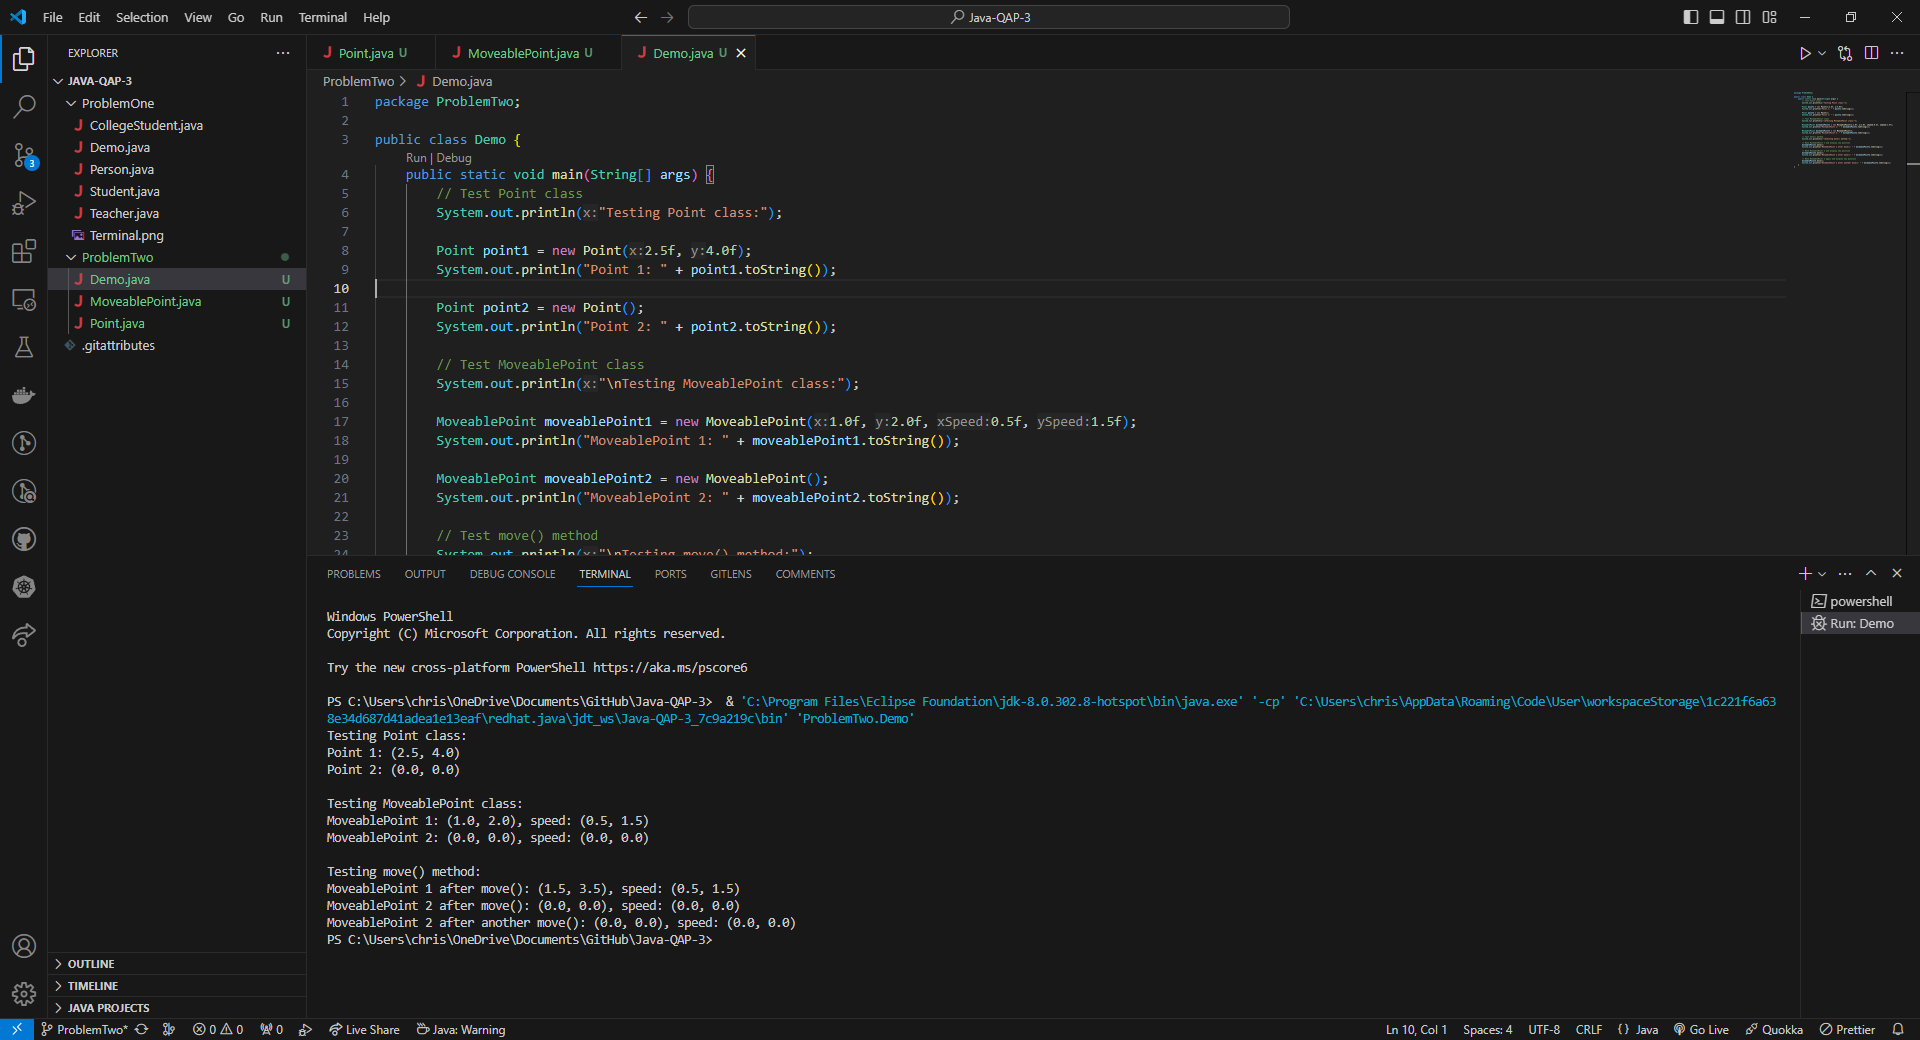 File Edit Selection View Go Run Terminal Help
Java-QAP-3
EXPLORER
JAVA-QAP-3
ProblemOne
CollegeStudent.java
Demo.java
Person.java
Student.java
Teacher.java
Terminal.png
ProblemTwo
Demo.java U
MoveablePoint.java U
Point.java U
.gitattributes
OUTLINE
TIMELINE
JAVA PROJECTS
3
Point.java U MoveablePoint.java U Demo.java U
ProblemTwo > Demo.java
1 package ProblemTwo;
2
3 public class Demo {
Run | Debug
4 public static void main(String[] args) {
5 // Test Point class
6 System.out.println(x:"Testing Point class:");
7
8 Point point1 = new Point(x:2.5f, y:4.0f);
9 System.out.println("Point 1: " + point1.toString());
10
11 Point point2 = new Point();
12 System.out.println("Point 2: " + point2.toString());
13
14 // Test MoveablePoint class
15 System.out.println(x:"\nTesting MoveablePoint class:");
16
17 MoveablePoint moveablePoint1 = new MoveablePoint(x:1.0f, y:2.0f, xSpeed:0.5f, ySpeed:1.5f);
18 System.out.println("MoveablePoint 1: " + moveablePoint1.toString());
19
20 MoveablePoint moveablePoint2 = new MoveablePoint();
21 System.out.println("MoveablePoint 2: " + moveablePoint2.toString());
22
23 // Test move() method
24 System.out.println(x:"\nTesting move() method:");
PROBLEMS OUTPUT DEBUG CONSOLE TERMINAL PORTS GITLENS COMMENTS
powershell
Run: Demo
Windows PowerShell
Copyright (C) Microsoft Corporation. All rights reserved.
Try the new cross-platform PowerShell https://aka.ms/pscore6
PS C:\Users\chris\OneDrive\Documents\GitHub\Java-QAP-3> & 'C:\Program Files\Eclipse Foundation\jdk-8.0.302.8-hotspot\bin\java.exe' '-cp' 'C:\Users\chris\AppData\Roaming\Code\User\workspaceStorage\1c221f6a63
8e34d687d41adea1e13eaf\redhat.java\jdt_ws\Java-QAP-3_7c9a219c\bin' 'ProblemTwo.Demo'
Testing Point class:
Point 1: (2.5, 4.0)
Point 2: (0.0, 0.0)
Testing MoveablePoint class:
MoveablePoint 1: (1.0, 2.0), speed: (0.5, 1.5)
MoveablePoint 2: (0.0, 0.0), speed: (0.0, 0.0)
Testing move() method:
MoveablePoint 1 after move(): (1.5, 3.5), speed: (0.5, 1.5)
MoveablePoint 2 after move(): (0.0, 0.0), speed: (0.0, 0.0)
MoveablePoint 2 after another move(): (0.0, 0.0), speed: (0.0, 0.0)
PS C:\Users\chris\OneDrive\Documents\GitHub\Java-QAP-3>
ProblemTwo* 0 0 0 Live Share Java: Warning Ln 10, Col 1 Spaces: 4 UTF-8 CRLF {} Java Go Live Quokka Prettier